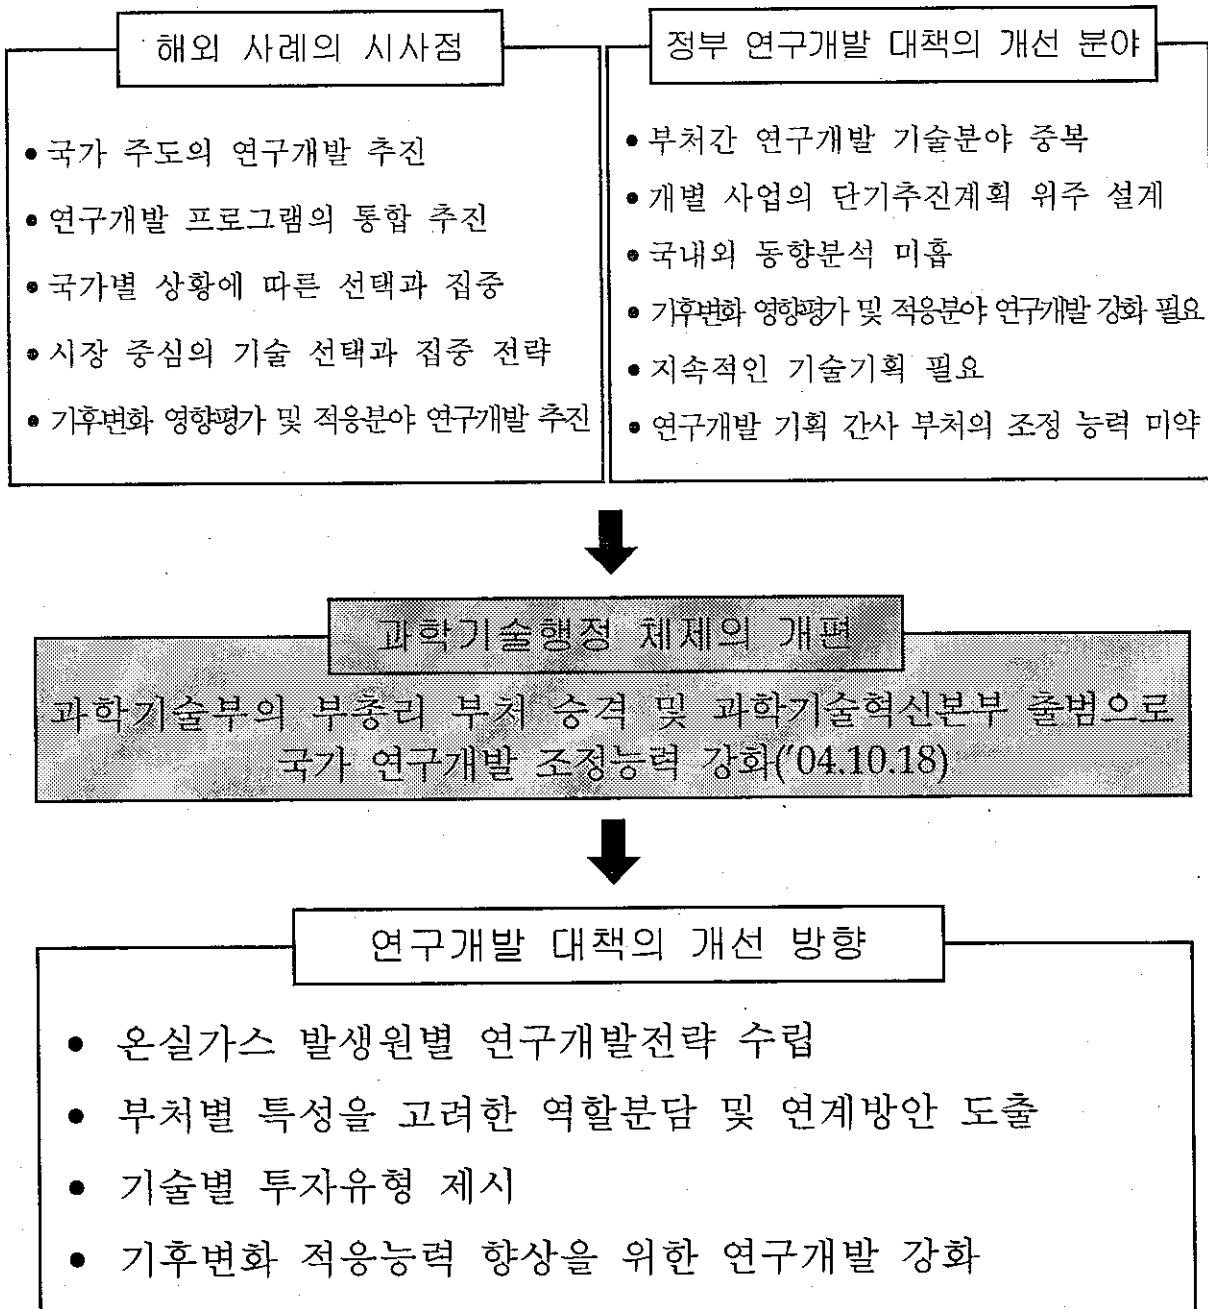 해외 사례의 시사점
• 국가 주도의 연구개발 추진
• 연구개발 프로그램의 통합 추진
• 국가별 상황에 따른 선택과 집중
• 시장 중심의 기술 선택과 집중 전략
• 기후변화 영향평가 및 적응분야 연구개발 추진
정부 연구개발 대책의 개선 분야
• 부처간 연구개발 기술분야 중복
• 개별 사업의 단기추진계획 위주 설계
• 국내외 동향분석 미흡
• 기후변화 영향평가 및 적응분야 연구개발 강화 필요
• 지속적인 기술기획 필요
• 연구개발 기획 간사 부처의 조정 능력 미약
과학기술행정 체제의 개편
과학기술부의 부총리 부처 승격 및 과학기술혁신본부 출범으로
국가 연구개발 조정능력 강화('04.10.18)
연구개발 대책의 개선 방향
• 온실가스 발생원별 연구개발전략 수립
• 부처별 특성을 고려한 역할분담 및 연계방안 도출
• 기술별 투자유형 제시
• 기후변화 적응능력 향상을 위한 연구개발 강화